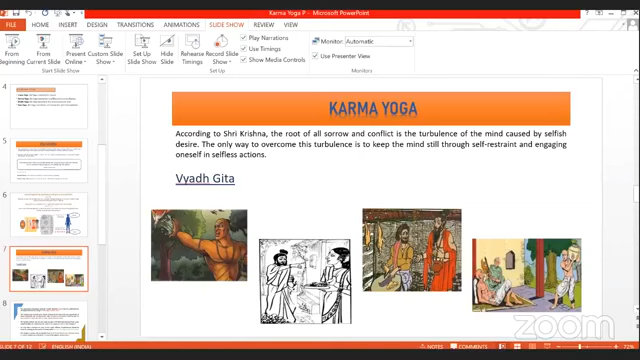 Karma Yoga P - Microsoft PowerPoint
FILE HOME INSERT DESIGN TRANSITIONS ANIMATIONS SLIDE SHOW REVIEW VIEW
From Beginning
From Current Slide
Present Online
Custom Slide Show
Set Up Slide Show
Hide Slide
Rehearse Timings
Record Slide Show
Play Narrations
Use Timings
Show Media Controls
Monitor: Automatic
Use Presenter View
Start Slide Show
Set Up
Monitors
4
5
6
7
8
KARMA YOGA
According to Shri Krishna, the root of all sorrow and conflict is the turbulence of the mind caused by selfish
desire. The only way to overcome this turbulence is to keep the mind still through self-restraint and engaging
oneself in selfless actions.
Vyadh Gita
zoom
SLIDE 7 OF 12 ENGLISH (INDIA) NOTES COMMENTS 72%